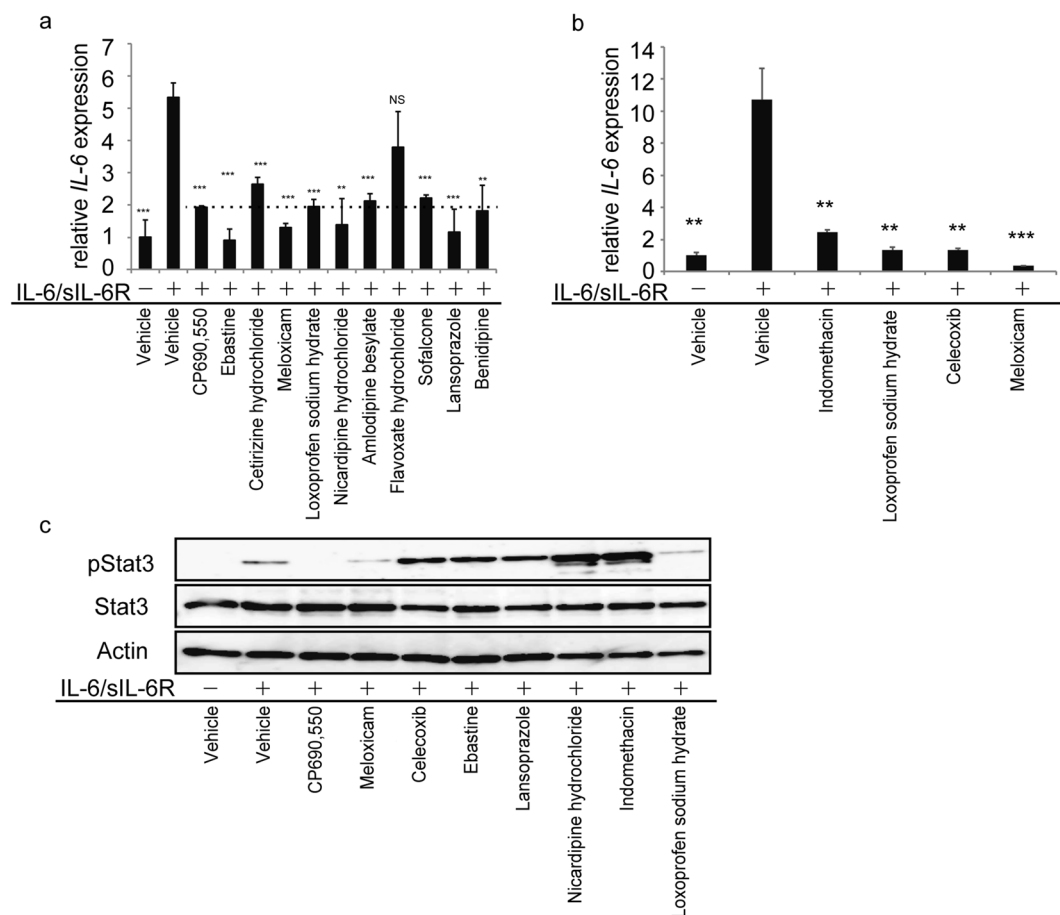 a
relative IL-6 expression
7
6
5
4
3
2
1
0
***
***
***
***
***
***
**
***
NS
***
***
**
IL-6/sIL-6R − + + + + + + + + + + + +
Vehicle
Vehicle
CP690,550
Ebastine
Cetirizine hydrochloride
Meloxicam
Loxoprofen sodium hydrate
Nicardipine hydrochloride
Amlodipine besylate
Flavoxate hydrochloride
Sofalcone
Lansoprazole
Benidipine
b
relative IL-6 expression
14
12
10
8
6
4
2
0
**
**
**
**
***
IL-6/sIL-6R − + + + + +
Vehicle
Vehicle
Indomethacin
Loxoprofen sodium hydrate
Celecoxib
Meloxicam
c
pStat3
Stat3
Actin
IL-6/sIL-6R − + + + + + + + + +
Vehicle
Vehicle
CP690,550
Meloxicam
Celecoxib
Ebastine
Lansoprazole
Nicardipine hydrochloride
Indomethacin
Loxoprofen sodium hydrate